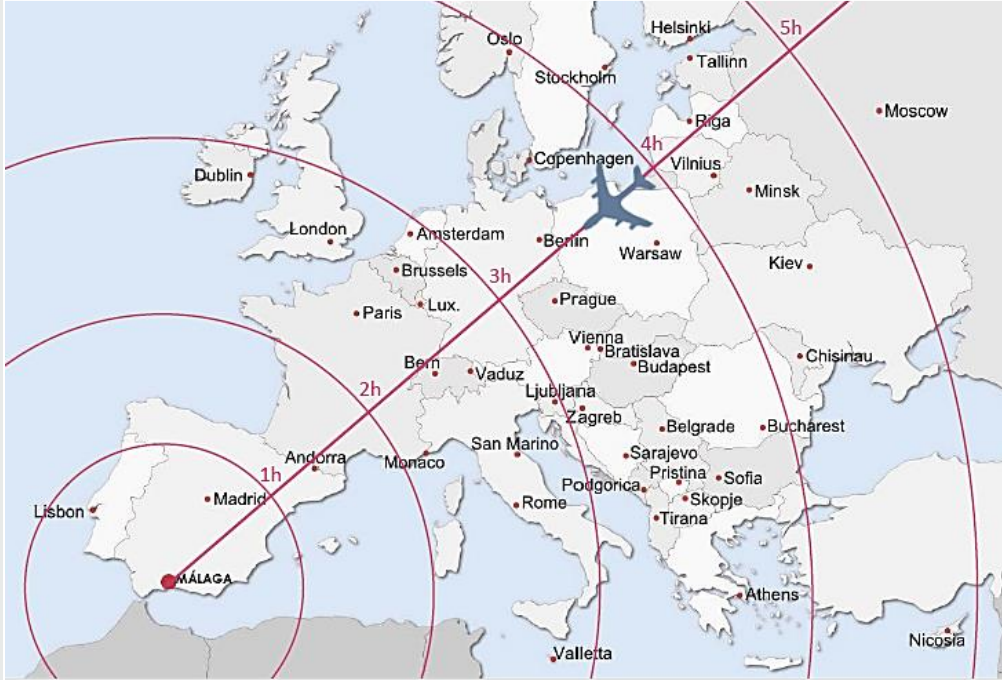 5h
Helsinki
Oslo
Tallinn
Stockholm
Moscow
Riga
4h
Copenhagen
Vilnius
Dublin
Minsk
London
Amsterdam
Berlin
Warsaw
Kiev
Brussels
3h
Lux.
Prague
Paris
Vienna
Bratislava
Chisinau
Bern
Vaduz
Budapest
2h
Ljubljana
Zagreb
Belgrade
Bucharest
San Marino
Andorra
Monaco
Sarajevo
1h
Pristina
Sofia
Podgorica
Madrid
Skopje
Lisbon
Rome
Tirana
MÁLAGA
Athens
Nicosia
Valletta